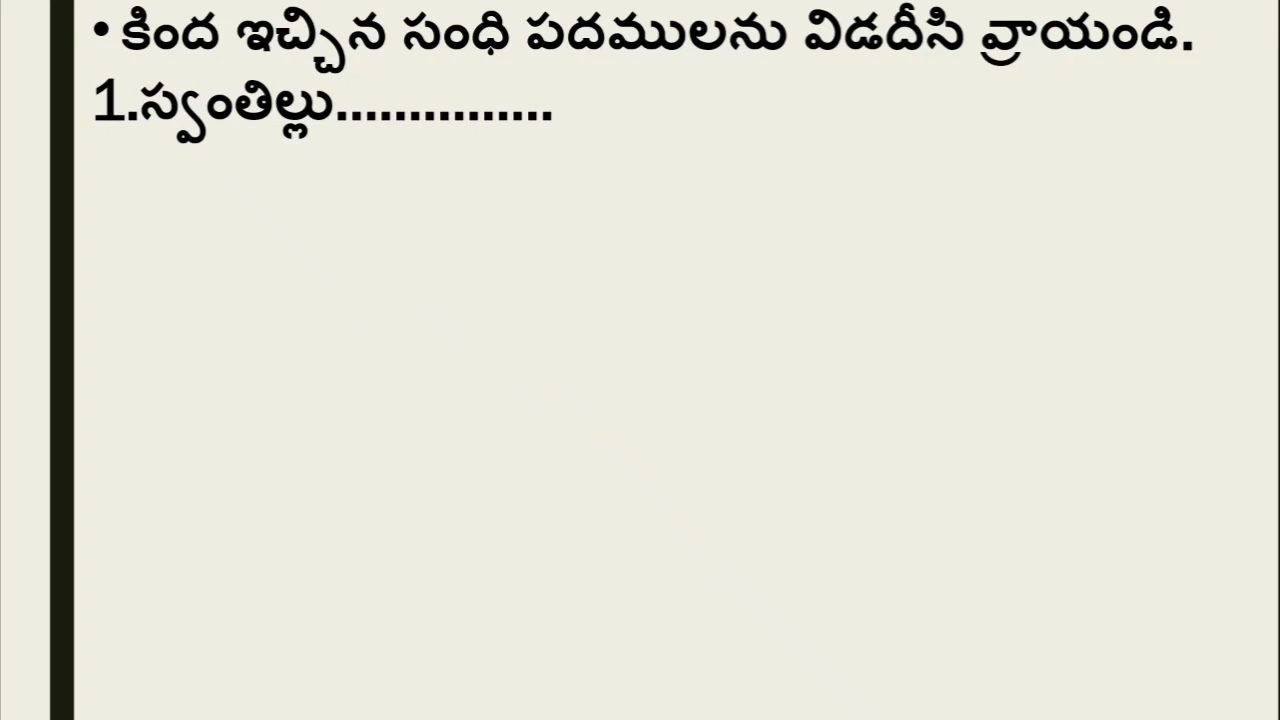 •కింద ఇచ్చిన సంధి పదములను విడదీసి వ్రాయండి.
1.స్వంతిల్లు...............